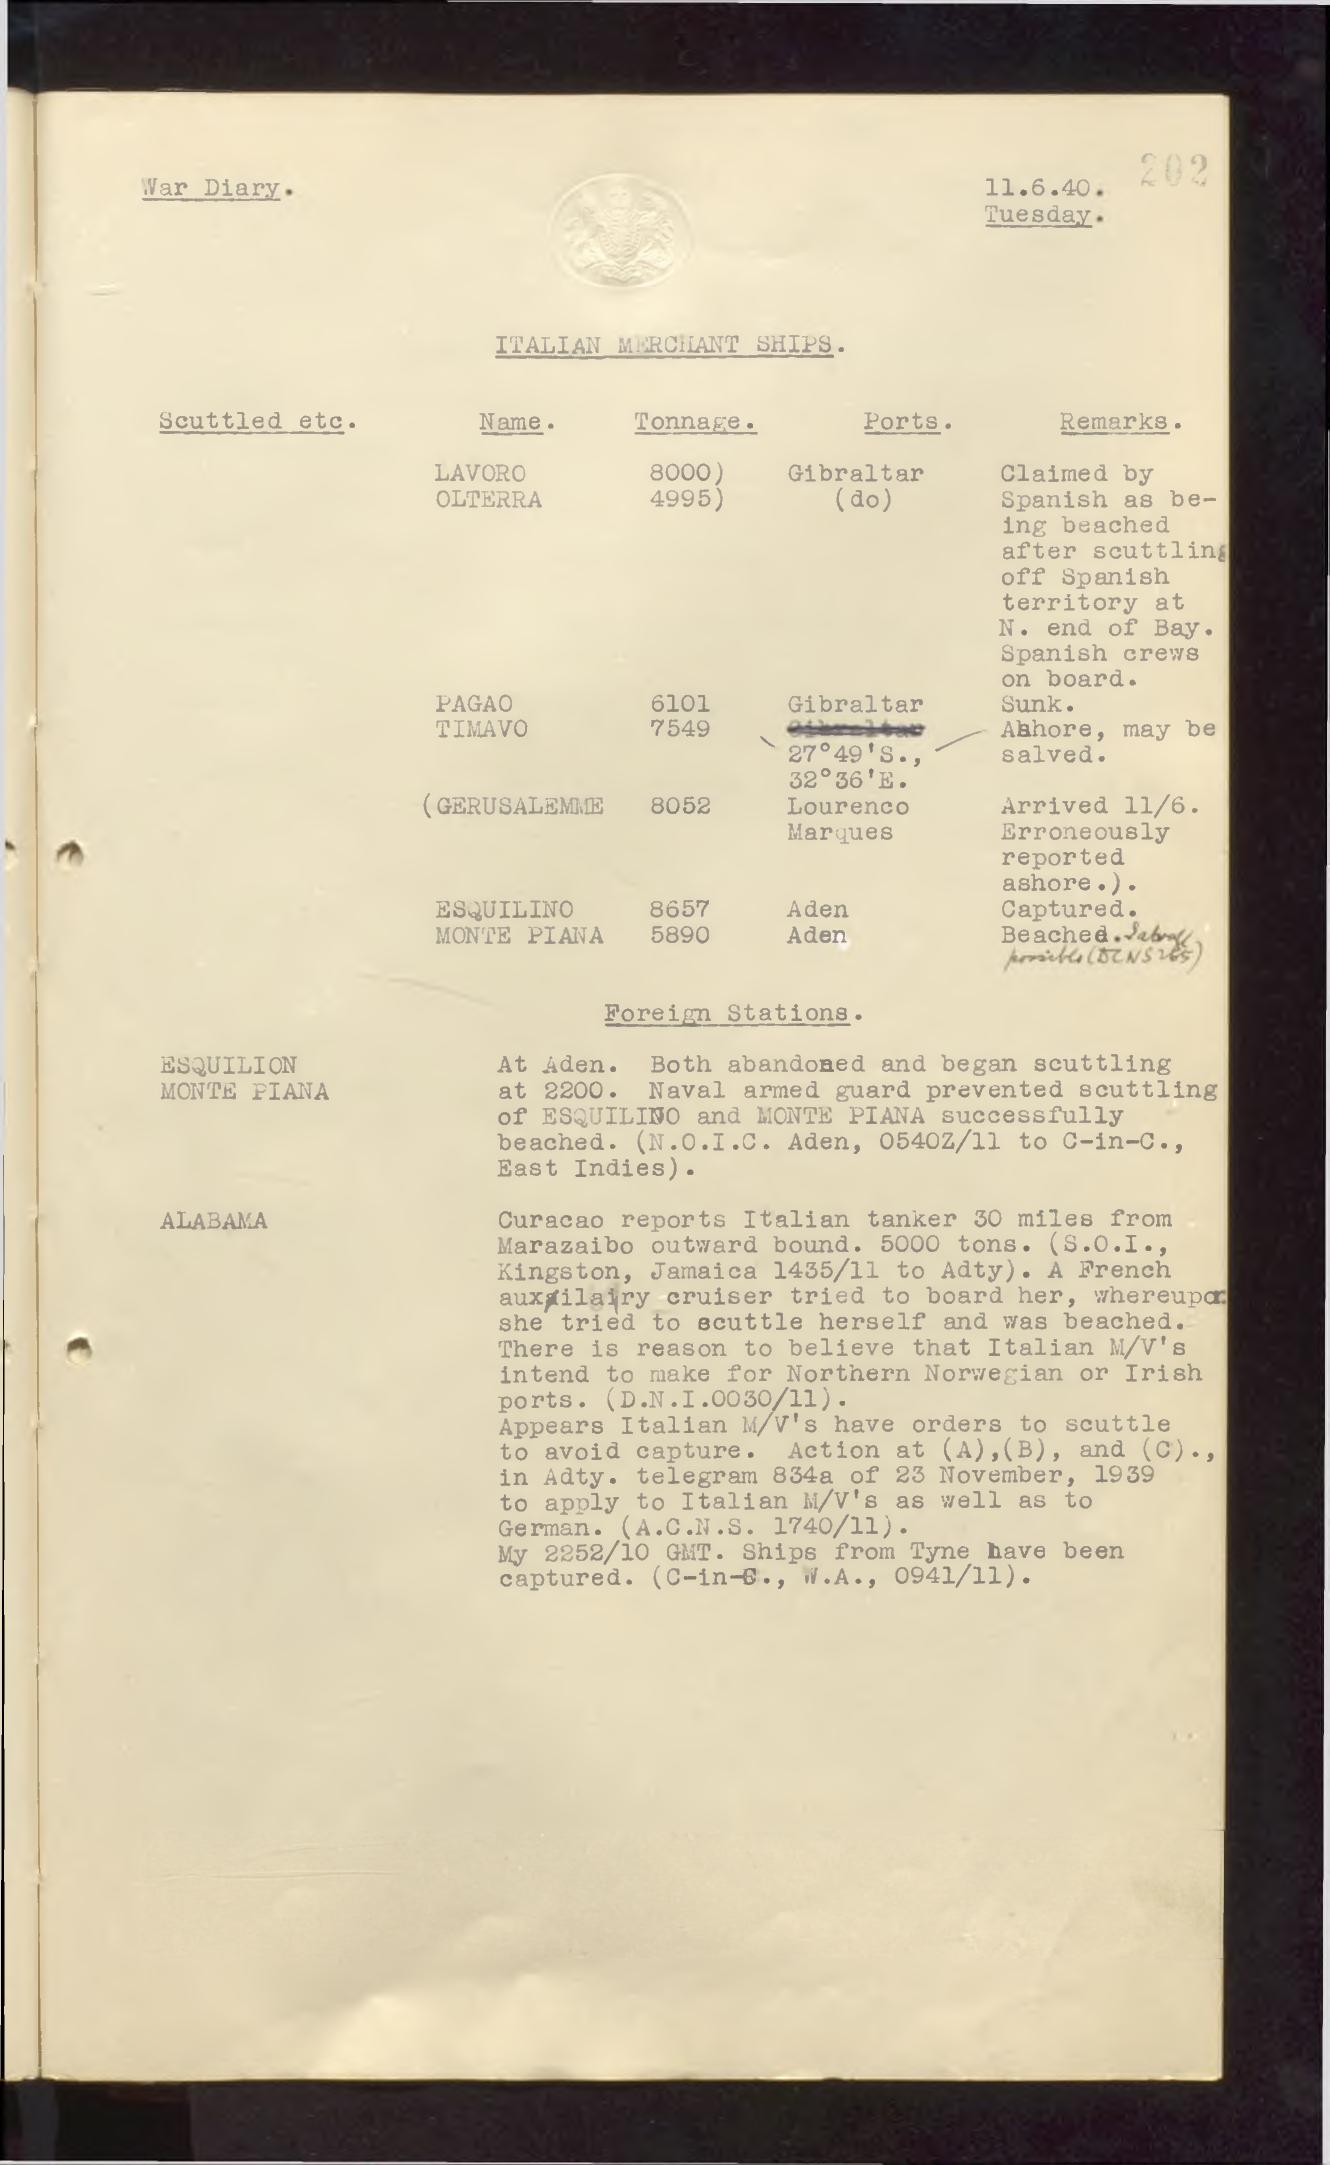 202
War Diary. 11.6.40.
Tuesday.
ITALIAN MERCHANT SHIPS.
Scuttled etc. Name. Tonnage. Ports. Remarks.
LAVORO 8000) Gibraltar Claimed by
OLTERRA 4995) (do) Spanish as be-
ing beached
after scuttling
off Spanish
territory at
N. end of Bay.
Spanish crews
on board.
PAGAO 6101 Gibraltar Sunk.
TIMAVO 7549 Gibraltar Ashore, may be
27°49'S., salved.
32°36'E.
(GERUSALEMME 8052 Lourenco Arrived 11/6.
Marques Erroneously
reported
ashore.).
ESQUILINO 8657 Aden Captured.
MONTE PIANA 5890 Aden Beached.
possible (DCNS 265)
Foreign Stations.
ESQUILION At Aden. Both abandoned and began scuttling
MONTE PIANA at 2200. Naval armed guard prevented scuttling
of ESQUILINO and MONTE PIANA successfully
beached. (N.O.I.C. Aden, 0540Z/11 to C-in-C.,
East Indies).
ALABAMA Curacao reports Italian tanker 30 miles from
Marazaibo outward bound. 5000 tons. (S.O.I.,
Kingston, Jamaica 1435/11 to Adty). A French
auxilairy cruiser tried to board her, whereupon
she tried to scuttle herself and was beached.
There is reason to believe that Italian M/V's
intend to make for Northern Norwegian or Irish
ports. (D.N.I.0030/11).
Appears Italian M/V's have orders to scuttle
to avoid capture. Action at (A),(B), and (C).,
in Adty. telegram 834a of 23 November, 1939
to apply to Italian M/V's as well as to
German. (A.C.N.S. 1740/11).
My 2252/10 GMT. Ships from Tyne have been
captured. (C-in-C., W.A., 0941/11).